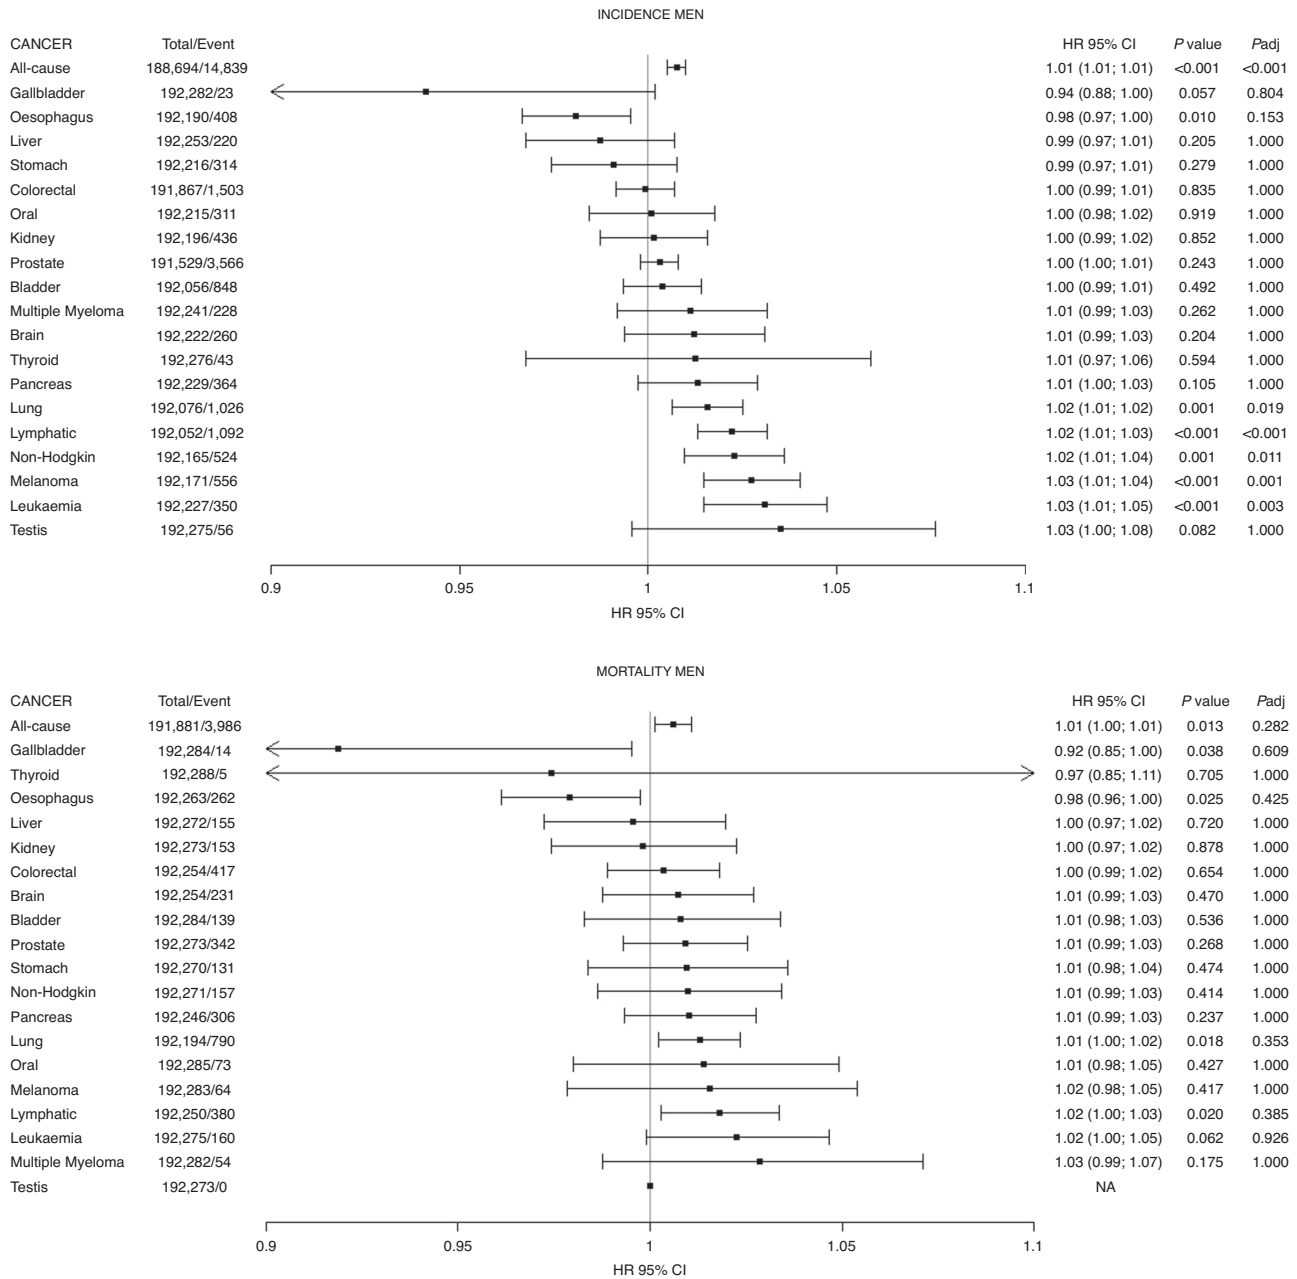 INCIDENCE MEN
CANCER Total/Event HR 95% CI P value Padj
All-cause 188,694/14,839 1.01 (1.01; 1.01) <0.001 <0.001
Gallbladder 192,282/23 0.94 (0.88; 1.00) 0.057 0.804
Oesophagus 192,190/408 0.98 (0.97; 1.00) 0.010 0.153
Liver 192,253/220 0.99 (0.97; 1.01) 0.205 1.000
Stomach 192,216/314 0.99 (0.97; 1.01) 0.279 1.000
Colorectal 191,867/1,503 1.00 (0.99; 1.01) 0.835 1.000
Oral 192,215/311 1.00 (0.98; 1.02) 0.919 1.000
Kidney 192,196/436 1.00 (0.99; 1.02) 0.852 1.000
Prostate 191,529/3,566 1.00 (1.00; 1.01) 0.243 1.000
Bladder 192,056/848 1.00 (0.99; 1.01) 0.492 1.000
Multiple Myeloma 192,241/228 1.01 (0.99; 1.03) 0.262 1.000
Brain 192,222/260 1.01 (0.99; 1.03) 0.204 1.000
Thyroid 192,276/43 1.01 (0.97; 1.06) 0.594 1.000
Pancreas 192,229/364 1.01 (1.00; 1.03) 0.105 1.000
Lung 192,076/1,026 1.02 (1.01; 1.02) 0.001 0.019
Lymphatic 192,052/1,092 1.02 (1.01; 1.03) <0.001 <0.001
Non-Hodgkin 192,165/524 1.02 (1.01; 1.04) 0.001 0.011
Melanoma 192,171/556 1.03 (1.01; 1.04) <0.001 0.001
Leukaemia 192,227/350 1.03 (1.01; 1.05) <0.001 0.003
Testis 192,275/56 1.03 (1.00; 1.08) 0.082 1.000
0.9 0.95 1 1.05 1.1
HR 95% CI
MORTALITY MEN
CANCER Total/Event HR 95% CI P value Padj
All-cause 191,881/3,986 1.01 (1.00; 1.01) 0.013 0.282
Gallbladder 192,284/14 0.92 (0.85; 1.00) 0.038 0.609
Thyroid 192,288/5 0.97 (0.85; 1.11) 0.705 1.000
Oesophagus 192,263/262 0.98 (0.96; 1.00) 0.025 0.425
Liver 192,272/155 1.00 (0.97; 1.02) 0.720 1.000
Kidney 192,273/153 1.00 (0.97; 1.02) 0.878 1.000
Colorectal 192,254/417 1.00 (0.99; 1.02) 0.654 1.000
Brain 192,254/231 1.01 (0.99; 1.03) 0.470 1.000
Bladder 192,284/139 1.01 (0.98; 1.03) 0.536 1.000
Prostate 192,273/342 1.01 (0.99; 1.03) 0.268 1.000
Stomach 192,270/131 1.01 (0.98; 1.04) 0.474 1.000
Non-Hodgkin 192,271/157 1.01 (0.99; 1.03) 0.414 1.000
Pancreas 192,246/306 1.01 (0.99; 1.03) 0.237 1.000
Lung 192,194/790 1.01 (1.00; 1.02) 0.018 0.353
Oral 192,285/73 1.01 (0.98; 1.05) 0.427 1.000
Melanoma 192,283/64 1.02 (0.98; 1.05) 0.417 1.000
Lymphatic 192,250/380 1.02 (1.00; 1.03) 0.020 0.385
Leukaemia 192,275/160 1.02 (1.00; 1.05) 0.062 0.926
Multiple Myeloma 192,282/54 1.03 (0.99; 1.07) 0.175 1.000
Testis 192,273/0 NA
0.9 0.95 1 1.05 1.1
HR 95% CI